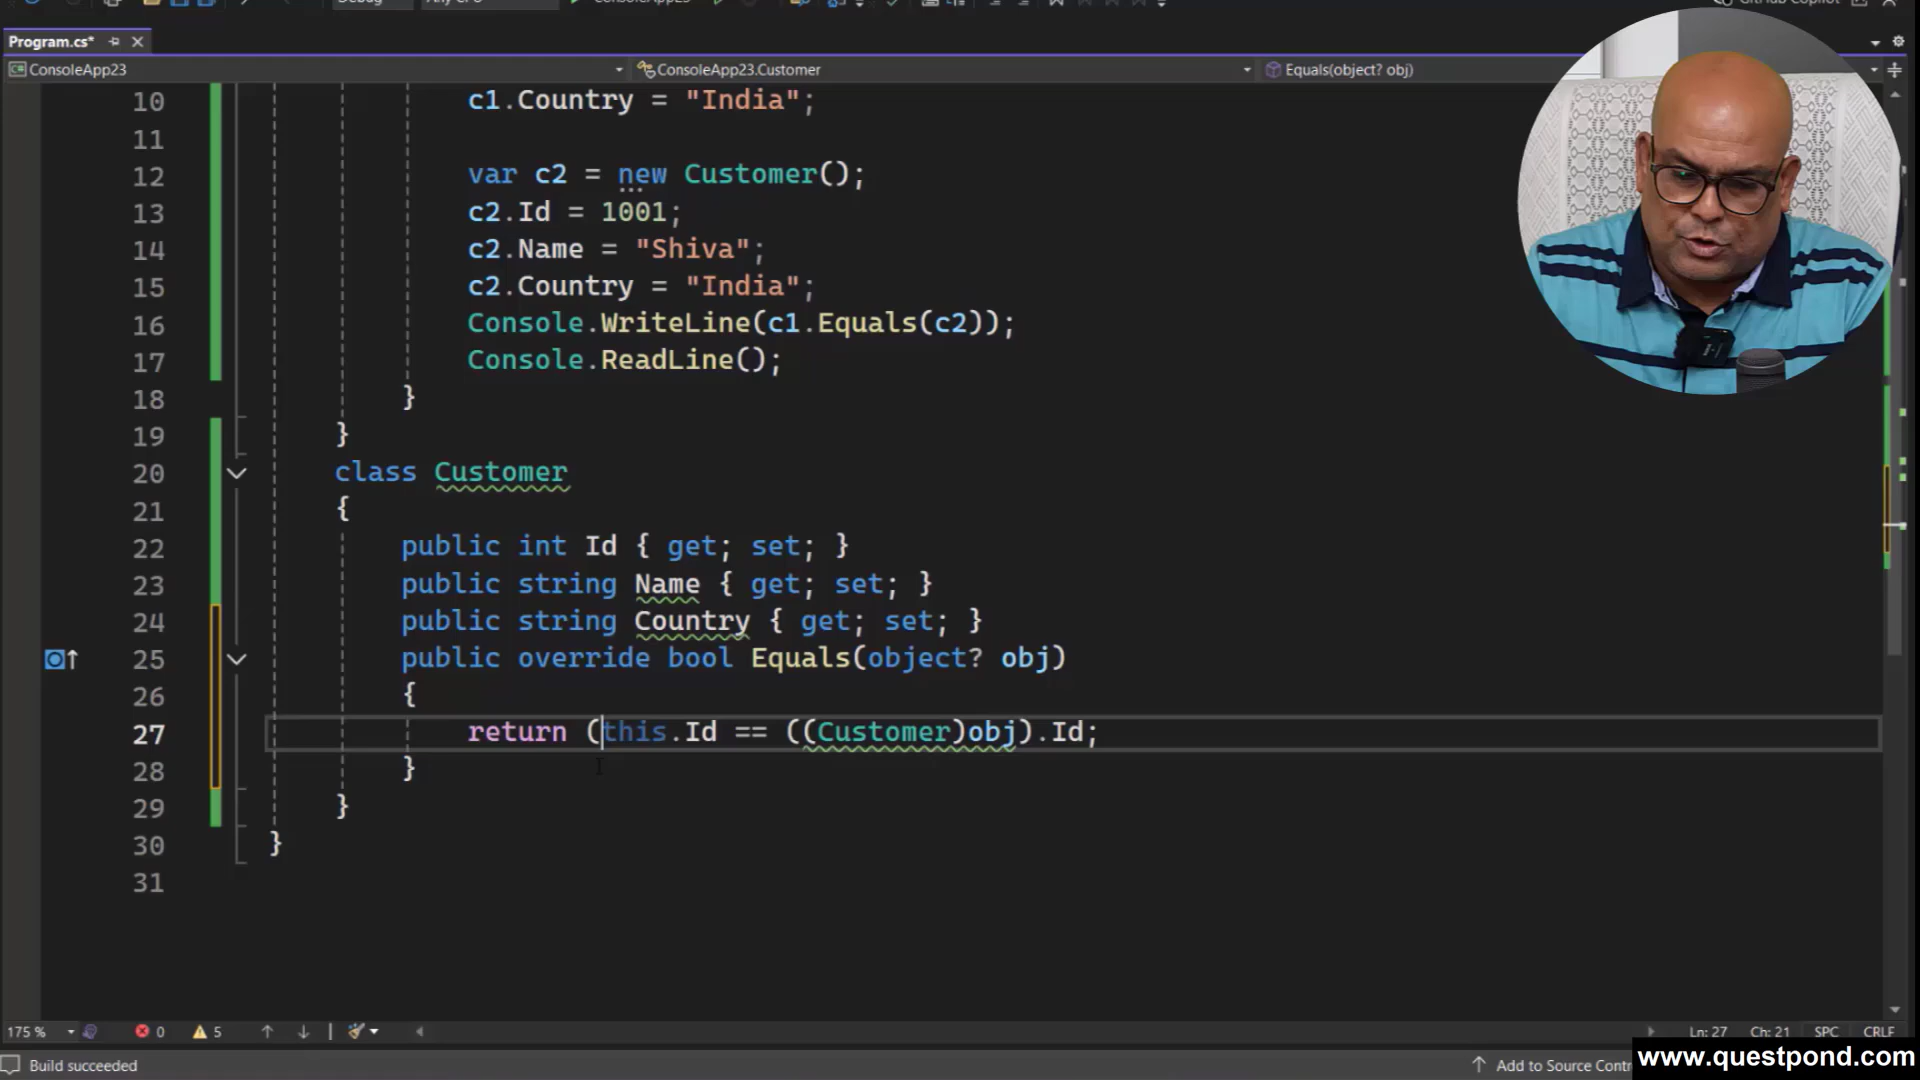 Program.cs*
ConsoleApp23
ConsoleApp23.Customer
Equals(object? obj)
10 c1.Country = "India";
11
12 var c2 = new Customer();
13 c2.Id = 1001;
14 c2.Name = "Shiva";
15 c2.Country = "India";
16 Console.WriteLine(c1.Equals(c2));
17 Console.ReadLine();
18 }
19 }
20 class Customer
21 {
22 public int Id { get; set; }
23 public string Name { get; set; }
24 public string Country { get; set; }
25 public override bool Equals(object? obj)
26 {
27 return (this.Id == ((Customer)obj).Id;
28 }
29 }
30 }
31
175 % 0 5 Ln: 27 Ch: 21 SPC CRLF
Build succeeded
Add to Source Contr
www.questpond.com